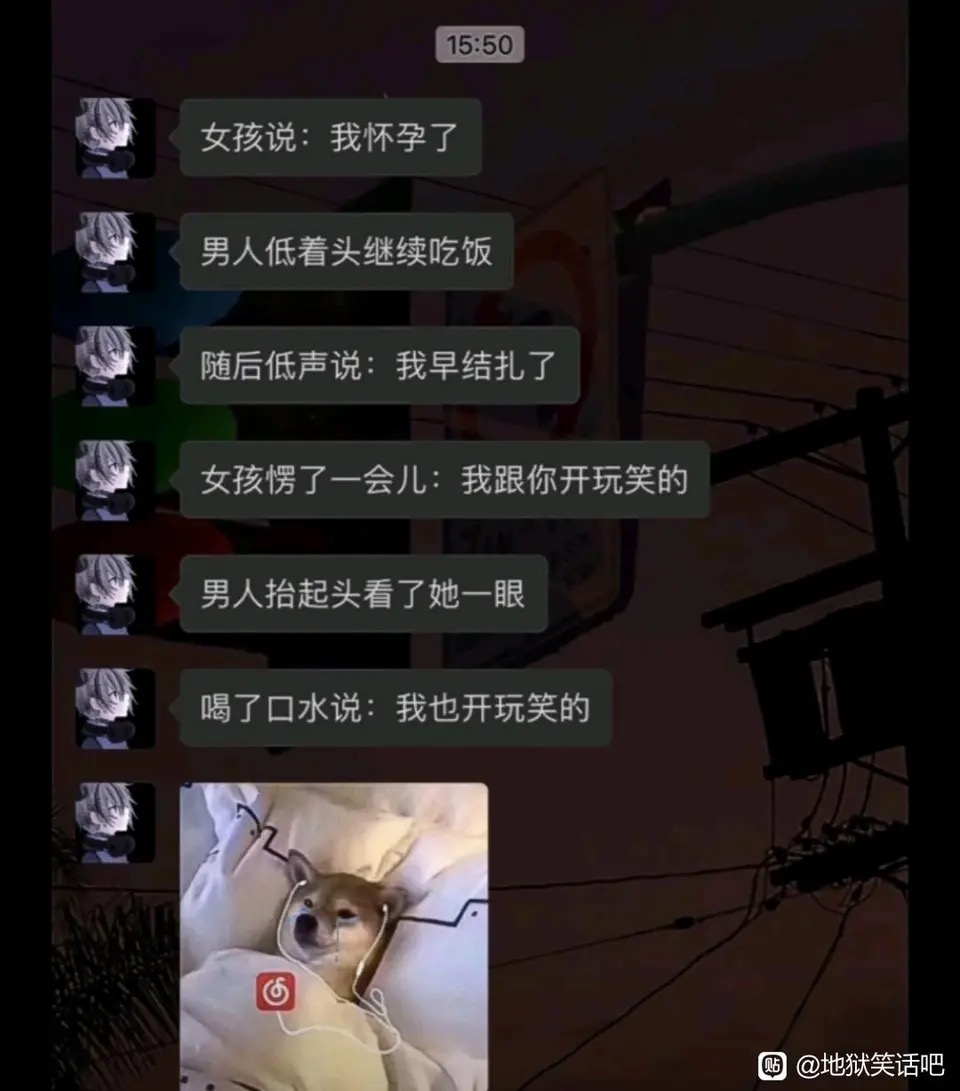 15:50
女孩说：我怀孕了
男人低着头继续吃饭
随后低声说：我早结扎了
女孩愣了一会儿：我跟你开玩笑的
男人抬起头看了她一眼
喝了口水说：我也开玩笑的
贴 @地狱笑话吧